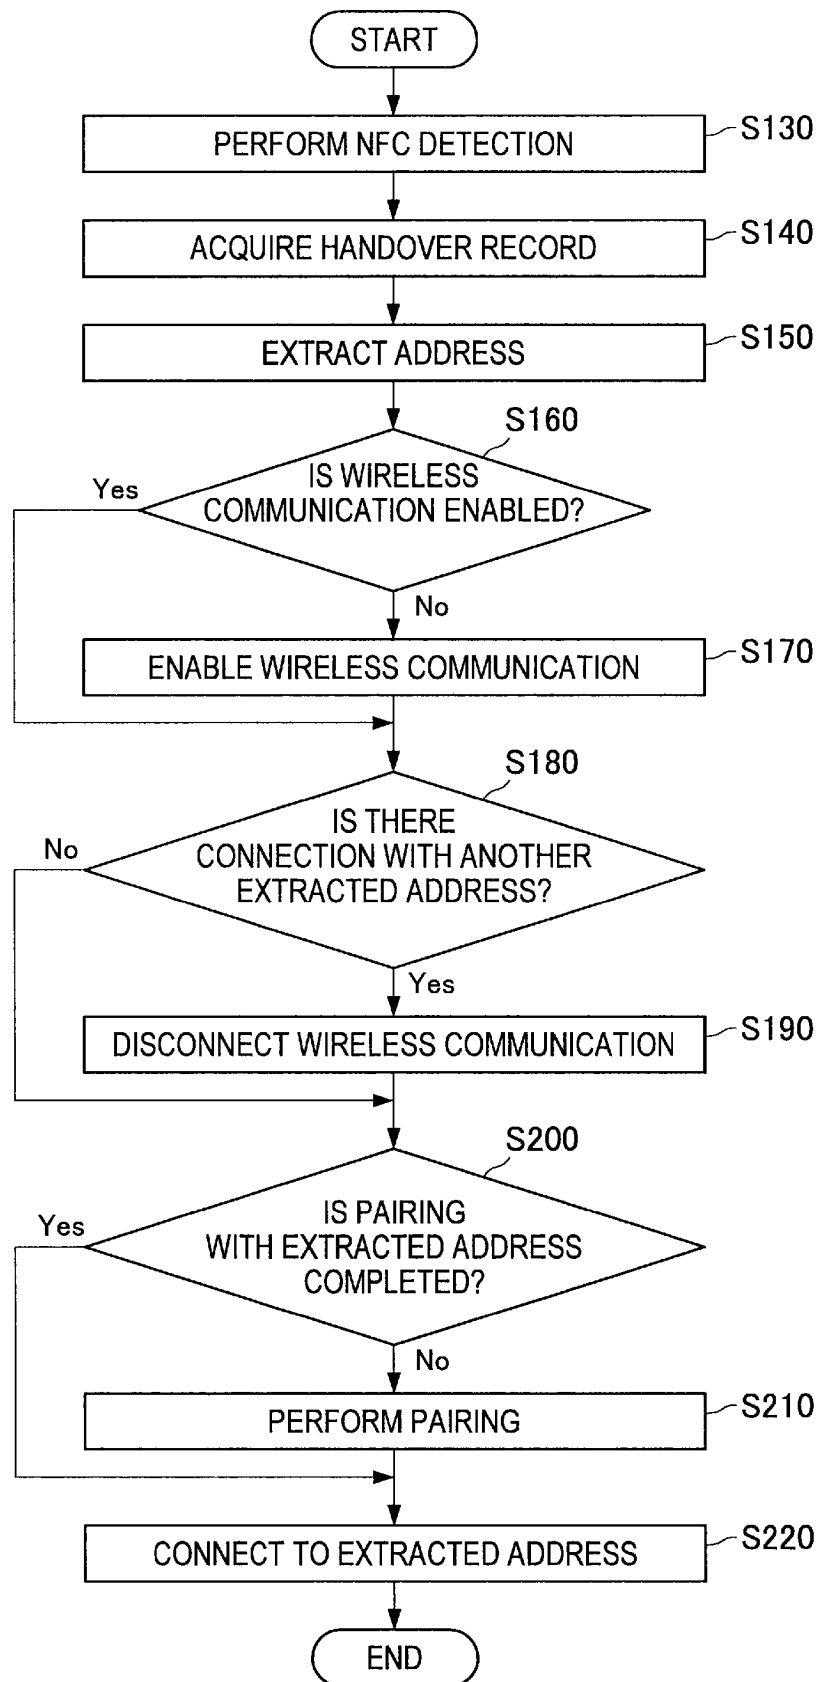 START
PERFORM NFC DETECTION
S130
ACQUIRE HANDOVER RECORD
S140
EXTRACT ADDRESS
S150
S160
IS WIRELESS
COMMUNICATION ENABLED?
Yes
No
ENABLE WIRELESS COMMUNICATION
S170
S180
IS THERE
CONNECTION WITH ANOTHER
EXTRACTED ADDRESS?
No
Yes
DISCONNECT WIRELESS COMMUNICATION
S190
S200
IS PAIRING
WITH EXTRACTED ADDRESS
COMPLETED?
Yes
No
PERFORM PAIRING
S210
CONNECT TO EXTRACTED ADDRESS
S220
END